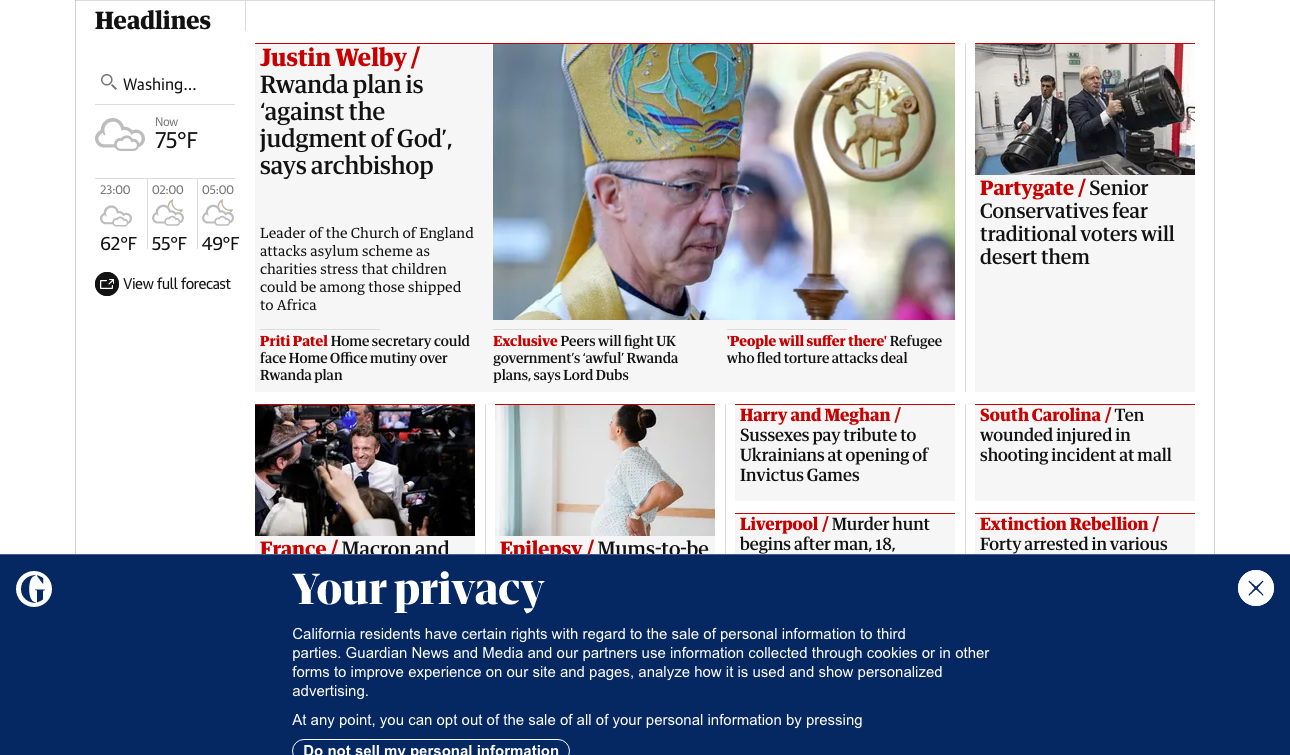 Headlines
Washing...
Now
75°F
23:00
02:00
05:00
62°F
55°F
49°F
View full forecast
Justin Welby /
Rwanda plan is
‘against the
judgment of God’,
says archbishop
Leader of the Church of England
attacks asylum scheme as
charities stress that children
could be among those shipped
to Africa
Priti Patel Home secretary could
face Home Office mutiny over
Rwanda plan
Exclusive Peers will fight UK
government’s ‘awful’ Rwanda
plans, says Lord Dubs
'People will suffer there' Refugee
who fled torture attacks deal
Partygate / Senior
Conservatives fear
traditional voters will
desert them
France / Macron and
Epilepsy / Mums-to-be
Harry and Meghan /
Sussexes pay tribute to
Ukrainians at opening of
Invictus Games
South Carolina / Ten
wounded injured in
shooting incident at mall
Liverpool / Murder hunt
begins after man, 18,
Extinction Rebellion /
Forty arrested in various
G
Your privacy
California residents have certain rights with regard to the sale of personal information to third
parties. Guardian News and Media and our partners use information collected through cookies or in other
forms to improve experience on our site and pages, analyze how it is used and show personalized
advertising.
At any point, you can opt out of the sale of all of your personal information by pressing
Do not sell my personal information